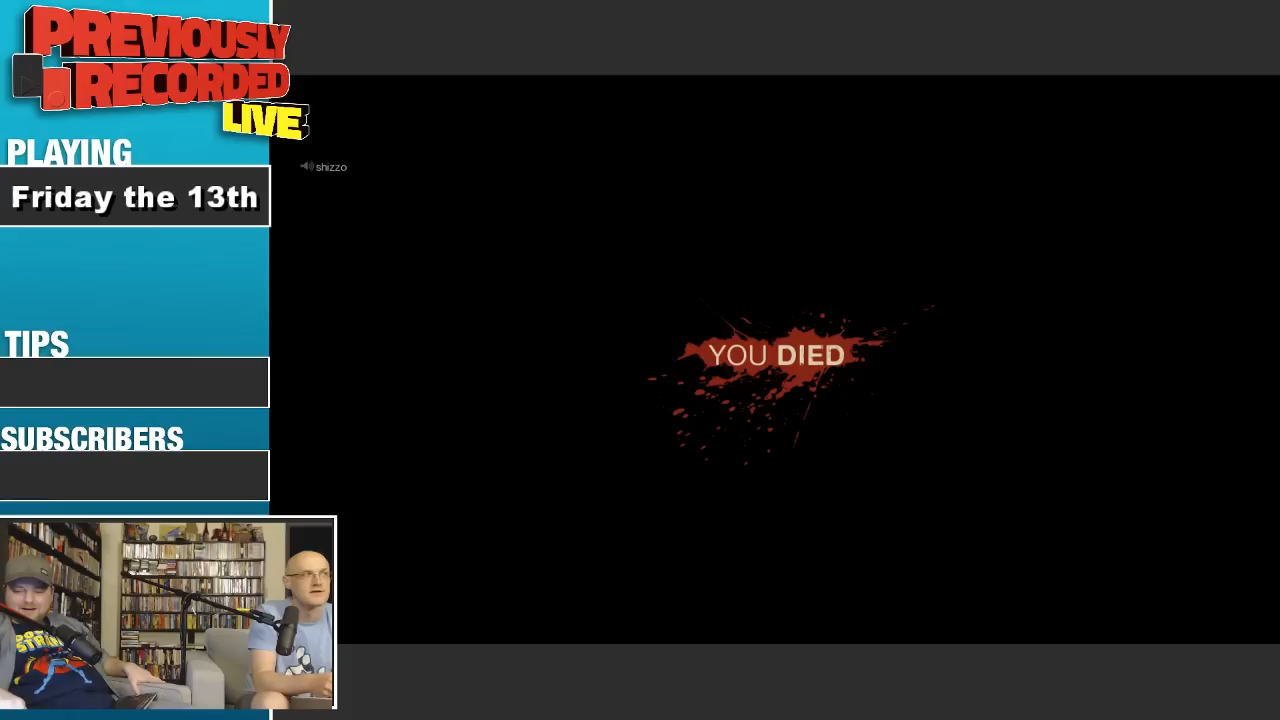 PREVIOUSLY
RECORDED
LIVE
PLAYING
Friday the 13th
shizzo
YOU DIED
TIPS
SUBSCRIBERS